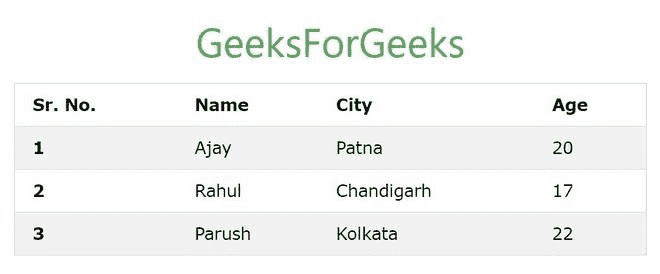 GeeksForGeeks
Sr. No. Name City Age
1 Ajay Patna 20
2 Rahul Chandigarh 17
3 Parush Kolkata 22